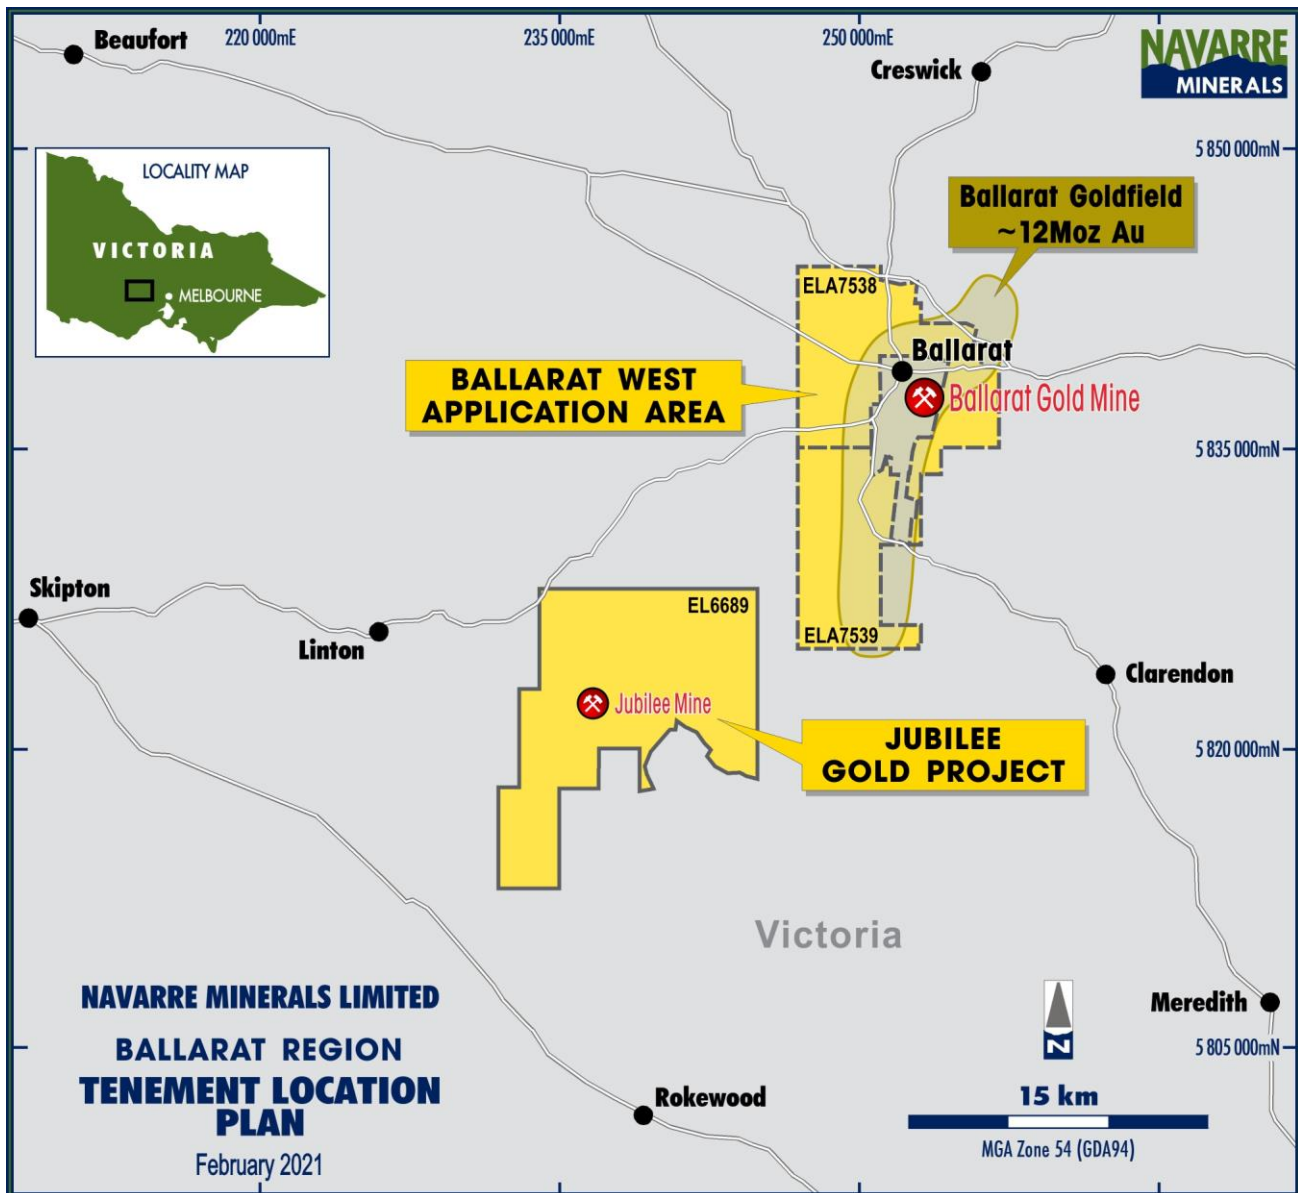 Beaufort
220 000mE
235 000mE
250 000mE
Creswick
NAVARRE
MINERALS
5 850 000mN
LOCALITY MAP
VICTORIA
MELBOURNE
Ballarat Goldfield
~12Moz Au
ELA7538
Ballarat
BALLARAT WEST
APPLICATION AREA
Ballarat Gold Mine
5 835 000mN
Skipton
Linton
EL6689
ELA7539
Clarendon
Jubilee Mine
JUBILEE
GOLD PROJECT
5 820 000mN
Victoria
NAVARRE MINERALS LIMITED
BALLARAT REGION
TENEMENT LOCATION
PLAN
February 2021
Rokewood
N
Meredith
5 805 000mN
15 km
MGA Zone 54 (GDA94)